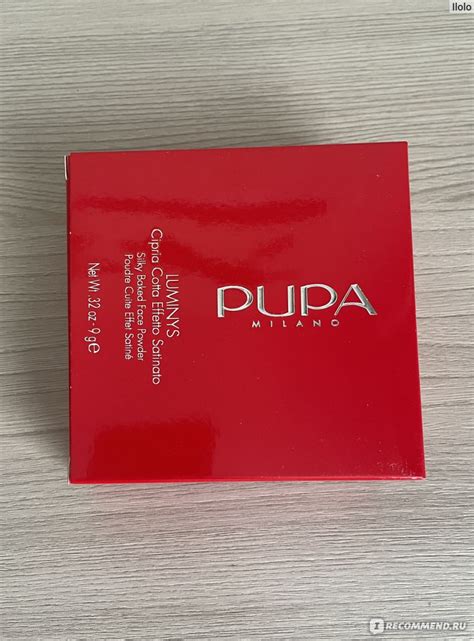 llolo
PUPA
MILANO
LUMINYS
Cipria Cotta Effetto Satinato
Silky Baked Face Powder
Poudre Cuite Effet Satiné
Net Wt .32 oz - 9 g e
I RECOMMEND.RU